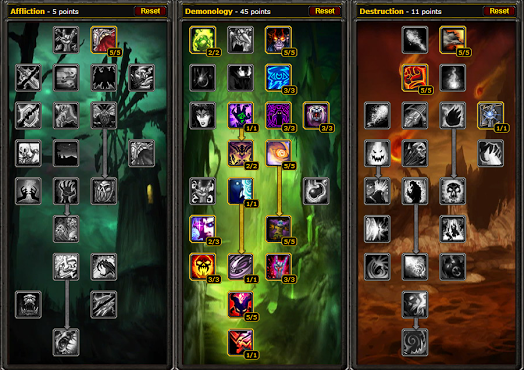 Affliction - 5 points Reset
Demonology - 45 points Reset
Destruction - 11 points Reset
5/5
2/2 5/5
3/3
1/1 3/3 3/3
2/2 5/5
1/1
2/3 5/5
3/3 1/1 3/3
5/5
1/1
5/5
5/5
1/1